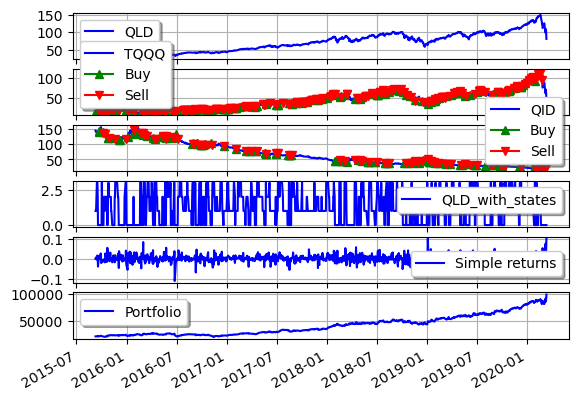 150
100
50
QLD
TQQQ
Buy
Sell
100
50
QID
Buy
Sell
150
100
50
2.5
0.0
QLD_with_states
0.1
0.0
−0.1
Simple returns
100000
50000
Portfolio
2015-07
2016-01
2016-07
2017-01
2017-07
2018-01
2018-07
2019-01
2019-07
2020-01